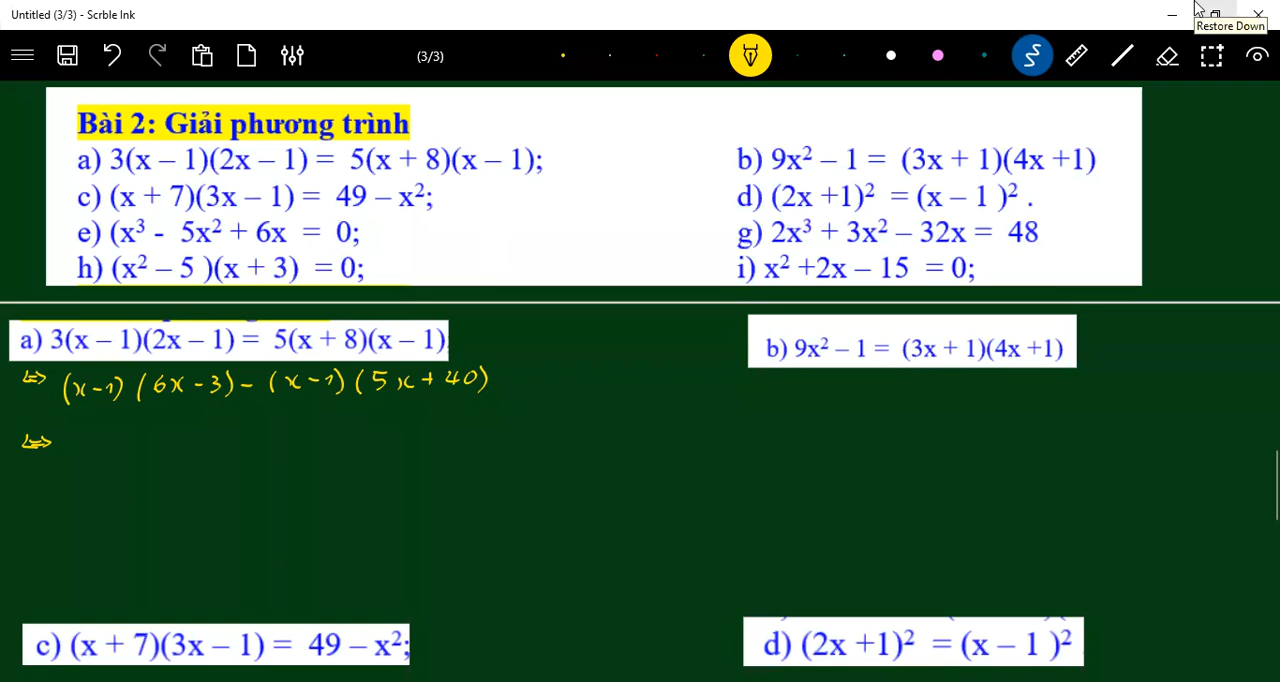 Untitled (3/3) - Scrble Ink
Restore Down
(3/3)
Bài 2: Giải phương trình
a) 3(x – 1)(2x – 1) = 5(x + 8)(x – 1);
b) 9x² – 1 = (3x + 1)(4x +1)
c) (x + 7)(3x – 1) = 49 – x²;
d) (2x +1)² = (x – 1 )² .
e) (x³ - 5x² + 6x = 0;
g) 2x³ + 3x² – 32x = 48
h) (x² – 5 )(x + 3) = 0;
i) x² +2x – 15 = 0;
a) 3(x – 1)(2x – 1) = 5(x + 8)(x – 1)
b) 9x² – 1 = (3x + 1)(4x +1)
⇔ (x-1) (6x-3) - (x-1) (5x+40)
⇔
c) (x + 7)(3x – 1) = 49 – x²;
d) (2x +1)² = (x – 1 )²